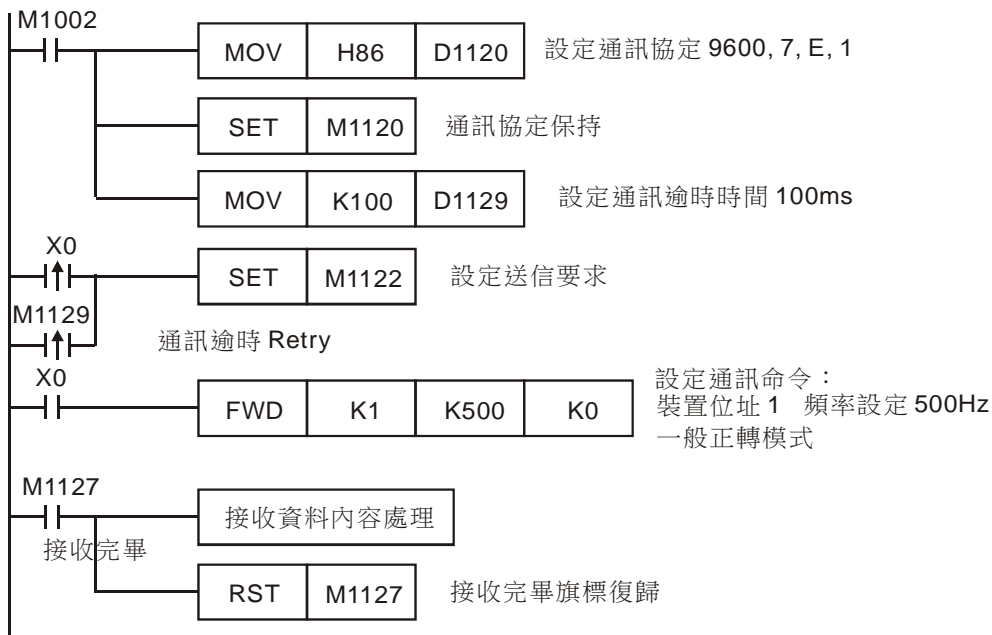 M1002
MOV H86 D1120 設定通訊協定 9600, 7, E, 1
SET M1120 通訊協定保持
MOV K100 D1129 設定通訊逾時時間 100ms
X0
SET M1122 設定送信要求
M1129
通訊逾時 Retry
X0
FWD K1 K500 K0
設定通訊命令：
裝置位址 1 頻率設定 500Hz
一般正轉模式
M1127
接收資料內容處理
接收完畢
RST M1127 接收完畢旗標復歸